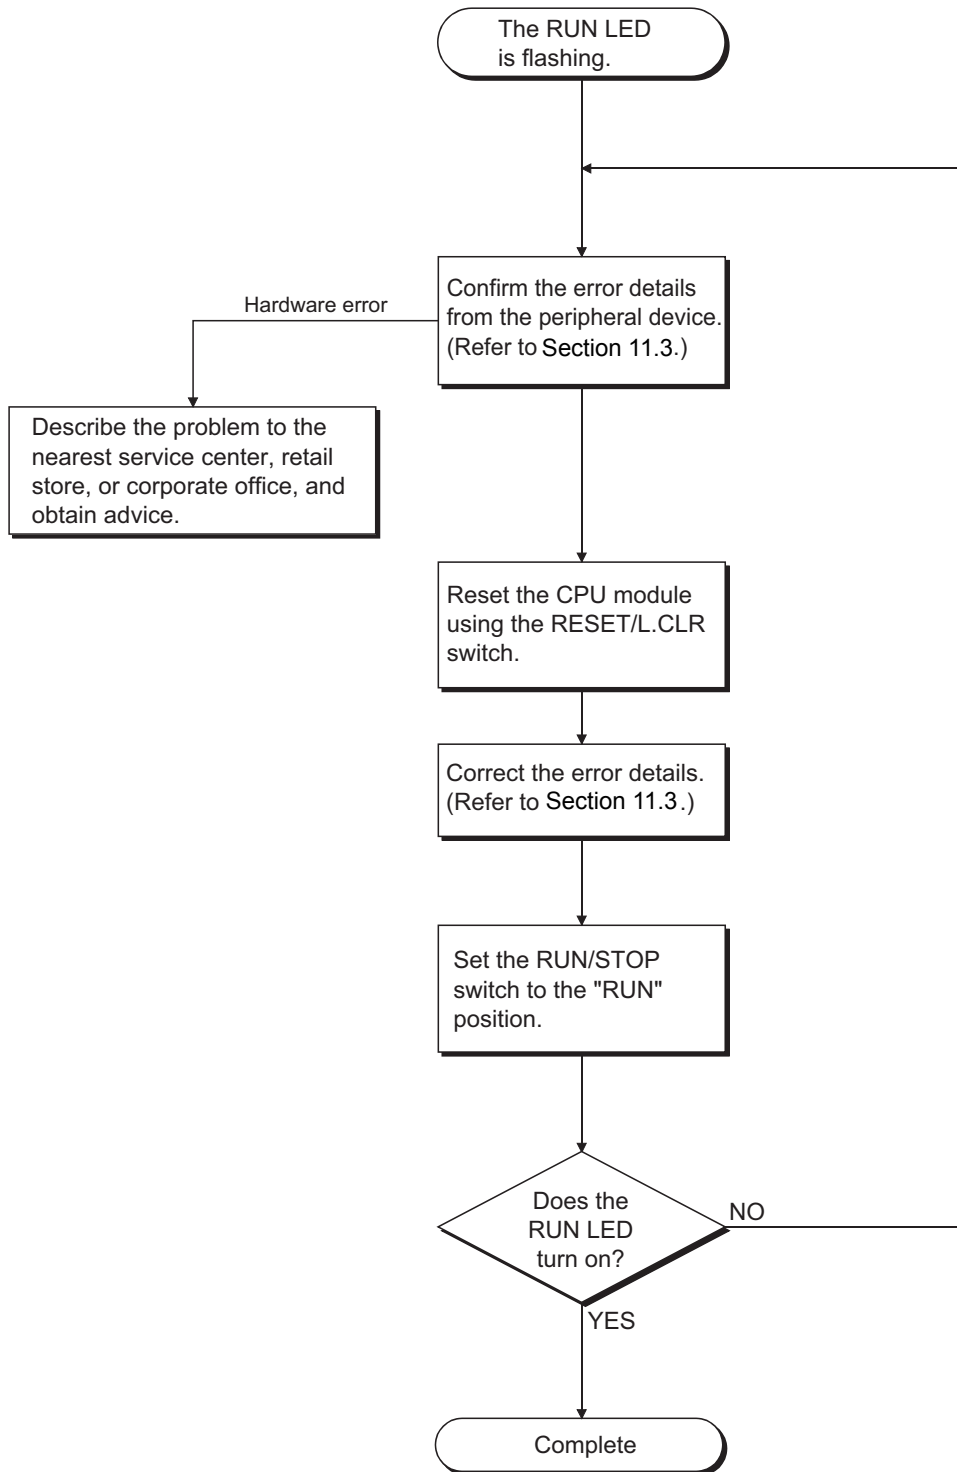 The RUN LED
is flashing.
Confirm the error details
from the peripheral device.
(Refer to Section 11.3.)
Hardware error
Describe the problem to the
nearest service center, retail
store, or corporate office, and
obtain advice.
Reset the CPU module
using the RESET/L.CLR
switch.
Correct the error details.
(Refer to Section 11.3.)
Set the RUN/STOP
switch to the "RUN"
position.
Does the
RUN LED
turn on?
NO
YES
Complete